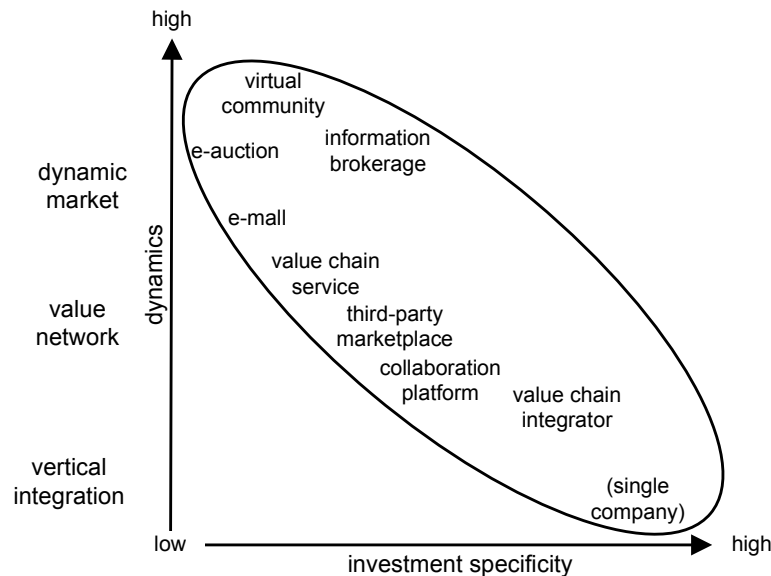 high
virtual
community
information
brokerage
e-auction
dynamic
market
e-mall
dynamics
value chain
service
value
network
third-party
marketplace
collaboration
platform
value chain
integrator
vertical
integration
(single
company)
low
high
investment specificity